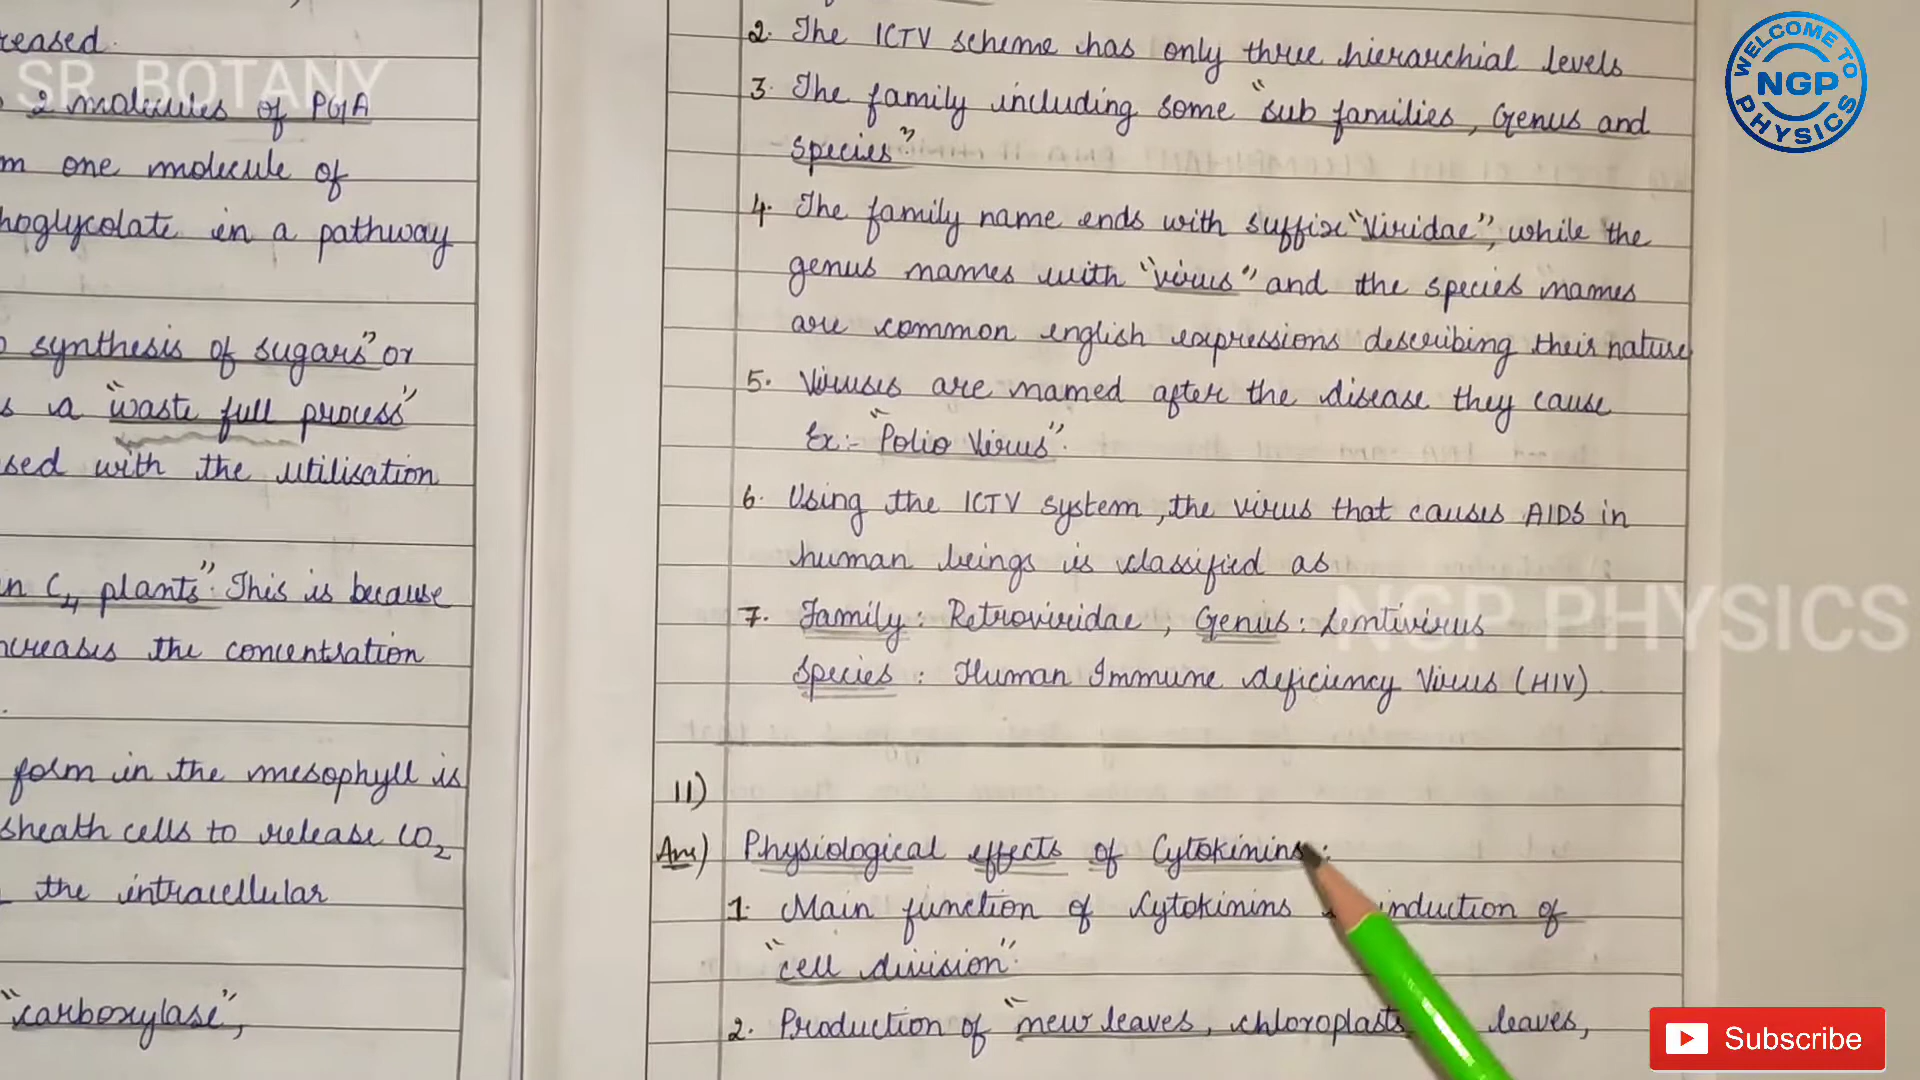 reased.
2 molecules of PGA
m one molecule of
hoglycolate in a pathway
synthesis of sugars" or
s a "waste full process"
sed with the utilisation
in C4 plants". This is because
ncreases the concentration
form in the mesophyll is
sheath cells to release CO2
the intracellular
"carboxylase",
2. The ICTV scheme has only three hierarchial levels
3. The family including some "sub families, Genus and
Species".
4. The family name ends with suffix "Viridae", while the
genus names with "virus" and the species names
are common english expressions describing their nature
5. Viruses are named after the disease they cause
Ex:- "Polio Virus".
6. Using the ICTV system, the virus that causes AIDS in
human beings is classified as
7. Family: Retroviridae, Genus: Lentivirus
Species: Human Immune deficiency Virus (HIV)
11)
Ans) Physiological effects of Cytokinins:
1. Main function of Cytokinins induction of
"cell division".
2. Production of "new leaves, chloroplasts leaves,
SR BOTANY
NGP PHYSICS
WELCOME TO
NGP
PHYSICS
Subscribe